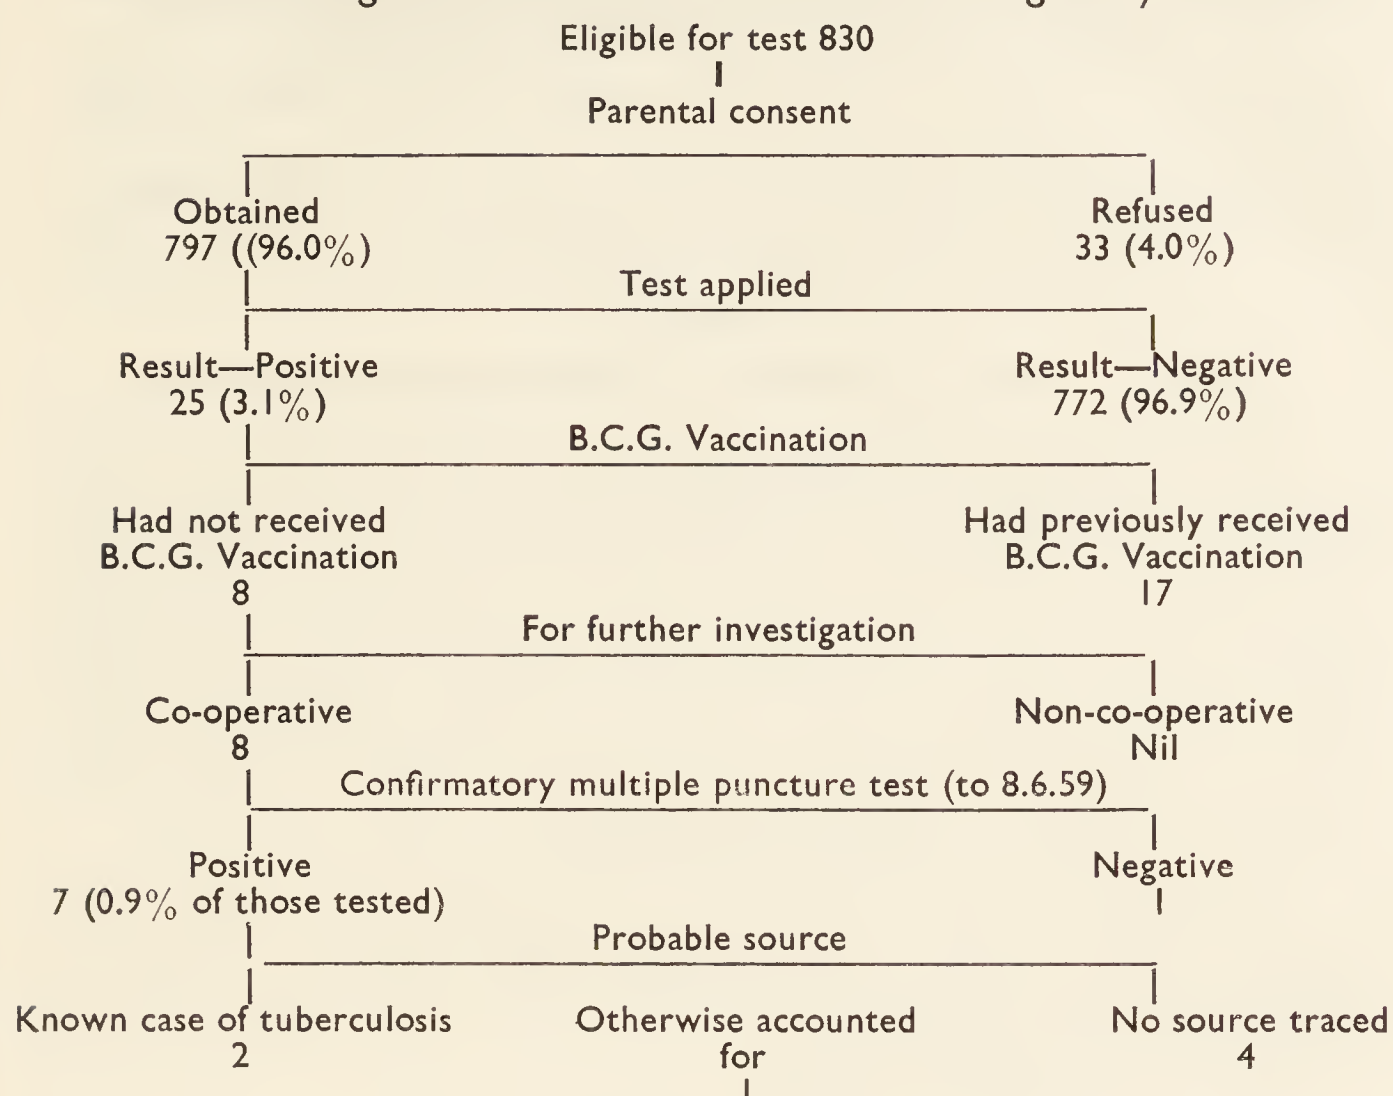 Eligible for test 830
Parental consent
Obtained
797 ((96.0%)
Refused
33 (4.0%)
Test applied
Result—Positive
25 (3.1%)
Result—Negative
772 (96.9%)
B.C.G. Vaccination
Had not received
B.C.G. Vaccination
8
Had previously received
B.C.G. Vaccination
17
For further investigation
Co-operative
8
Non-co-operative
Nil
Confirmatory multiple puncture test (to 8.6.59)
Positive
7 (0.9% of those tested)
Negative
1
Probable source
Known case of tuberculosis
2
Otherwise accounted
for
1
No source traced
4